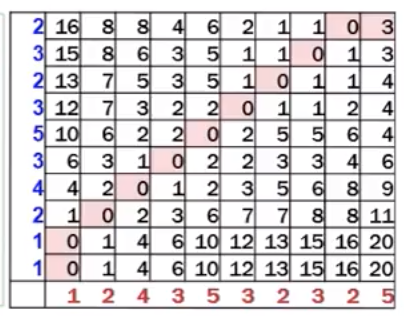 2 16 8 8 4 6 2 1 1 0 3
3 15 8 6 3 5 1 1 0 1 3
2 13 7 5 3 5 1 0 1 1 4
3 12 7 3 2 2 0 1 1 2 4
5 10 6 2 2 0 2 5 5 6 4
3 6 3 1 0 2 2 3 3 4 6
4 4 2 0 1 2 3 5 6 8 9
2 1 0 2 3 6 7 7 8 8 11
1 0 1 4 6 10 12 13 15 16 20
1 0 1 4 6 10 12 13 15 16 20
1 2 4 3 5 3 2 3 2 5